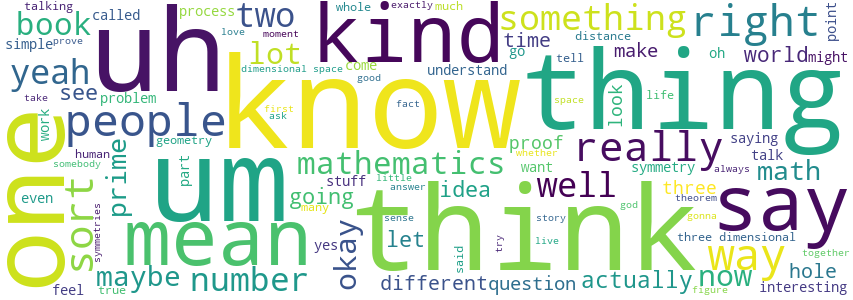 talking
process
called
book
simple
prove
yeah
see
take
problem
people
work
human
somebody
geometry
one
even
sort
symmetries
prime
part
feel
true
maybe
uh
two
whole
exactly
much
moment
love
lot
dimensional space
come
good
kind
know
first
ask
fact
understand
something
time
distance
go
tell
make
oh
right
point
world
might
look
life
space
thing
um
mathematics
going
stuff
little
many
answer
mean
number
yes
okay
let
sense
think
said
story
try
live
god
gonna
figure
different
question
idea
want
proof
whether
really
well
symmetry
three
theorem
saying
talk
always
math
say
three dimensional
way
together
actually
now
hole
interesting